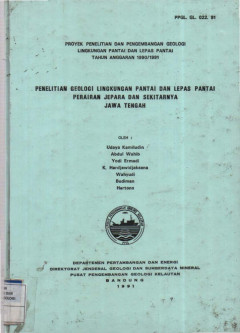 PPGL. GL. 022. 91
PROYEK PENELITIAN DAN PENGEMBANGAN GEOLOGI
LINGKUNGAN PANTAI DAN LEPAS PANTAI
TAHUN ANGGARAN 1990/1991
PENELITIAN GEOLOGI LINGKUNGAN PANTAI DAN LEPAS PANTAI
PERAIRAN JEPARA DAN SEKITARNYA
JAWA TENGAH
OLEH :
Udaya Kamiludin
Abdul Wahib
Yudi Ermadi
K. Hardjawidjaksana
Wahyudi
Budiman
Hartono
DEPARTEMEN PERTAMBANGAN DAN ENERGI
DIREKTORAT JENDERAL GEOLOGI DAN SUMBERDAYA MINERAL
PUSAT PENGEMBANGAN GEOLOGI KELAUTAN
BANDUNG
1991